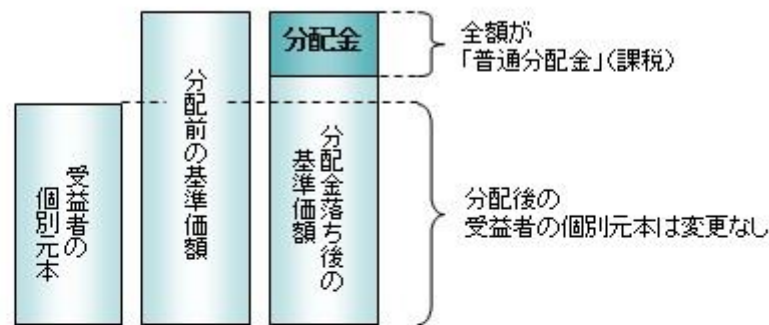 受益者の
個別元本
分配前の基準価額
分配金
分配金落ち後の
基準価額
全額が
「普通分配金」(課税)
分配後の
受益者の個別元本は変更なし